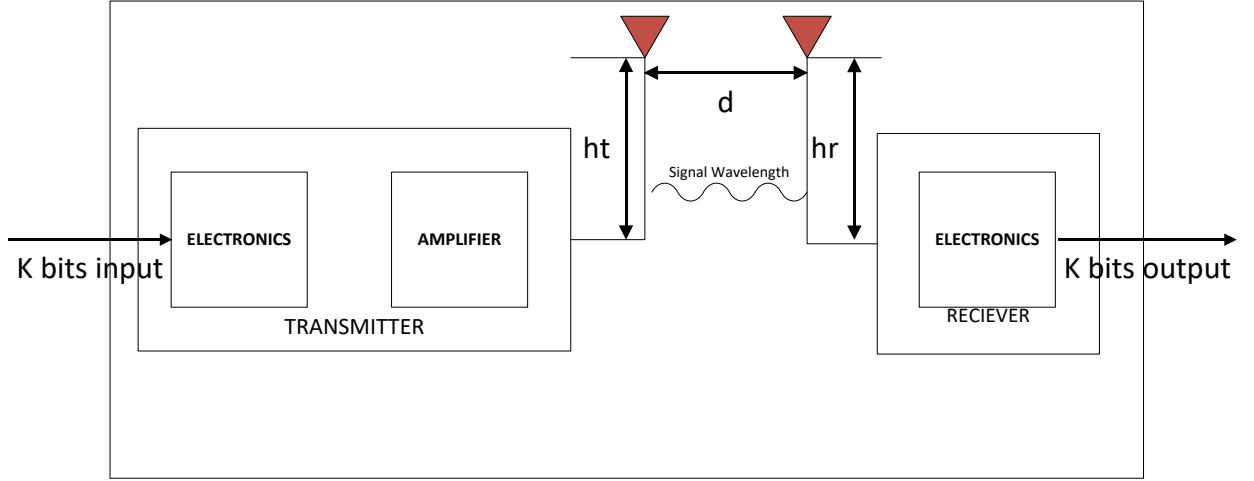 d
ht
hr
Signal Wavelength
ELECTRONICS
AMPLIFIER
ELECTRONICS
K bits input
K bits output
TRANSMITTER
RECIEVER